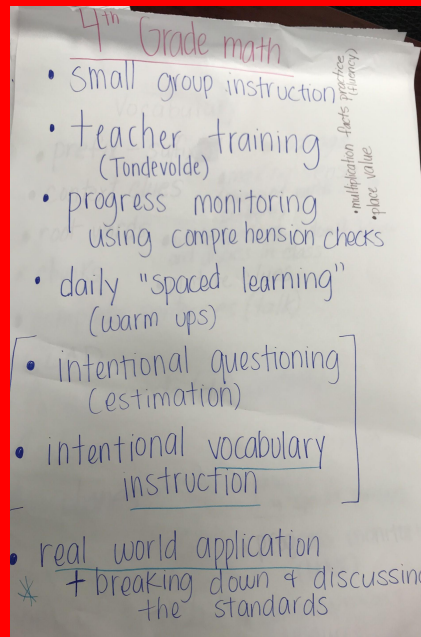 4th Grade math
• small group instruction
• teacher training
(Tondevolde)
• progress monitoring
using comprehension checks
• daily "spaced learning"
(warm ups)
• intentional questioning
(estimation)
• intentional vocabulary
instruction
• real world application
+ breaking down & discussing
the standards
• multiplication facts practice
(fluency)
• place value